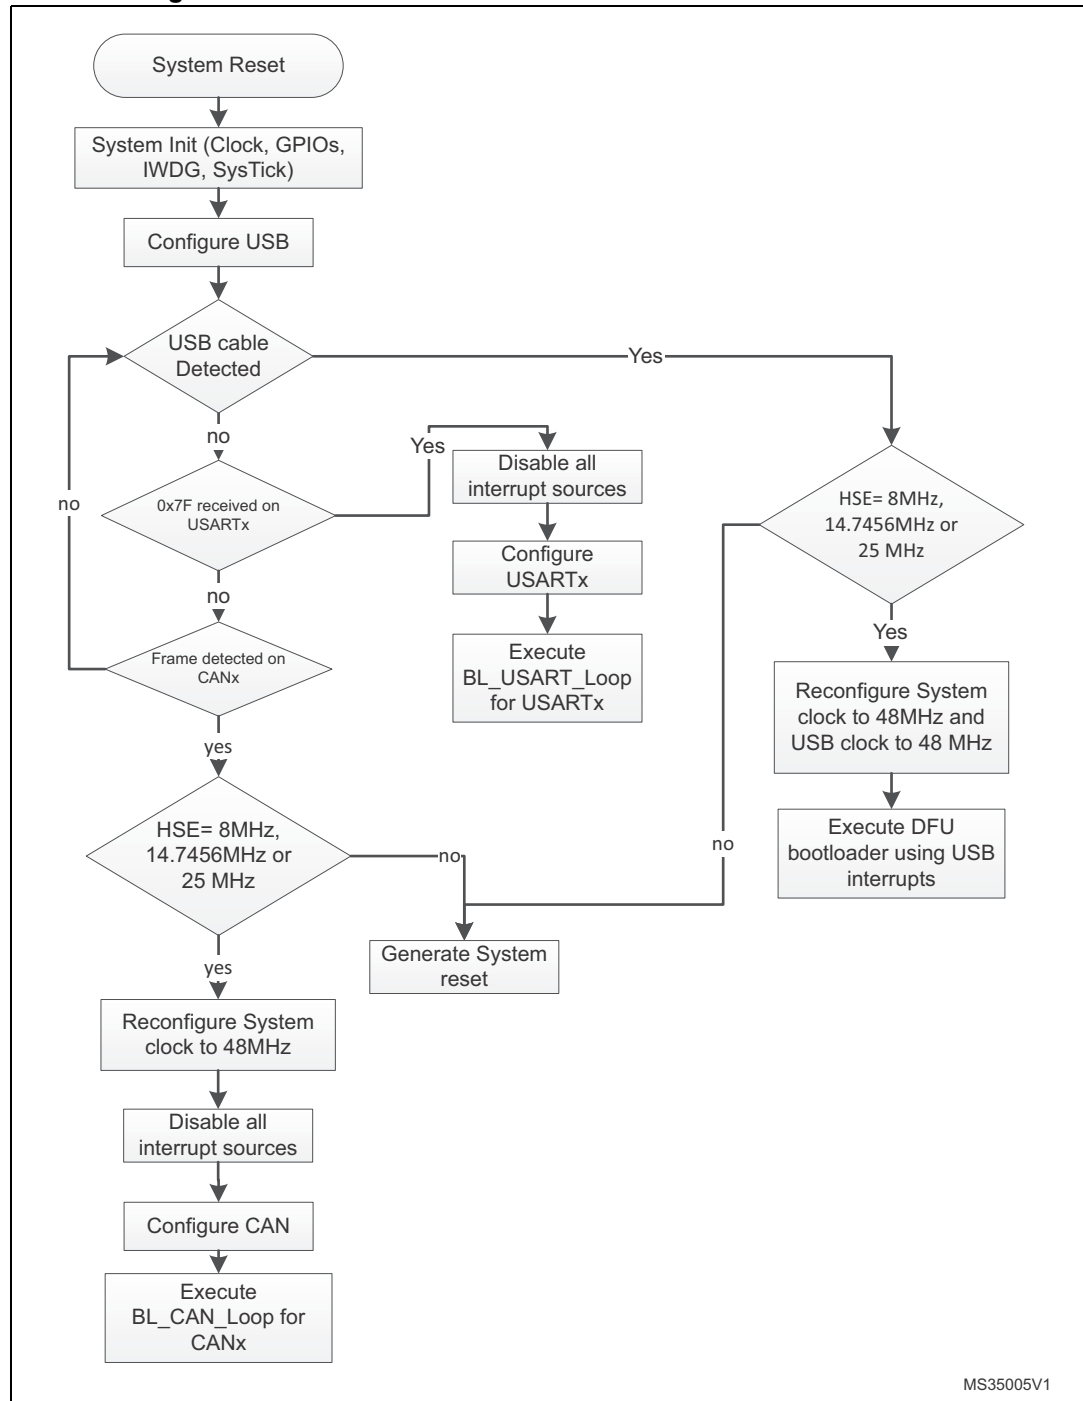 System Reset
System Init (Clock, GPIOs,
IWDG, SysTick)
Configure USB
USB cable
Detected
Yes
no
Yes
0x7F received on
USARTx
Disable all
interrupt sources
HSE= 8MHz,
14.7456MHz or
25 MHz
no
Configure
USARTx
no
Yes
Frame detected on
CANx
Execute
BL_USART_Loop
for USARTx
Reconfigure System
clock to 48MHz and
USB clock to 48 MHz
yes
HSE= 8MHz,
14.7456MHz or
25 MHz
no
no
Execute DFU
bootloader using USB
interrupts
Generate System
reset
yes
Reconfigure System
clock to 48MHz
Disable all
interrupt sources
Configure CAN
Execute
BL_CAN_Loop for
CANx
MS35005V1